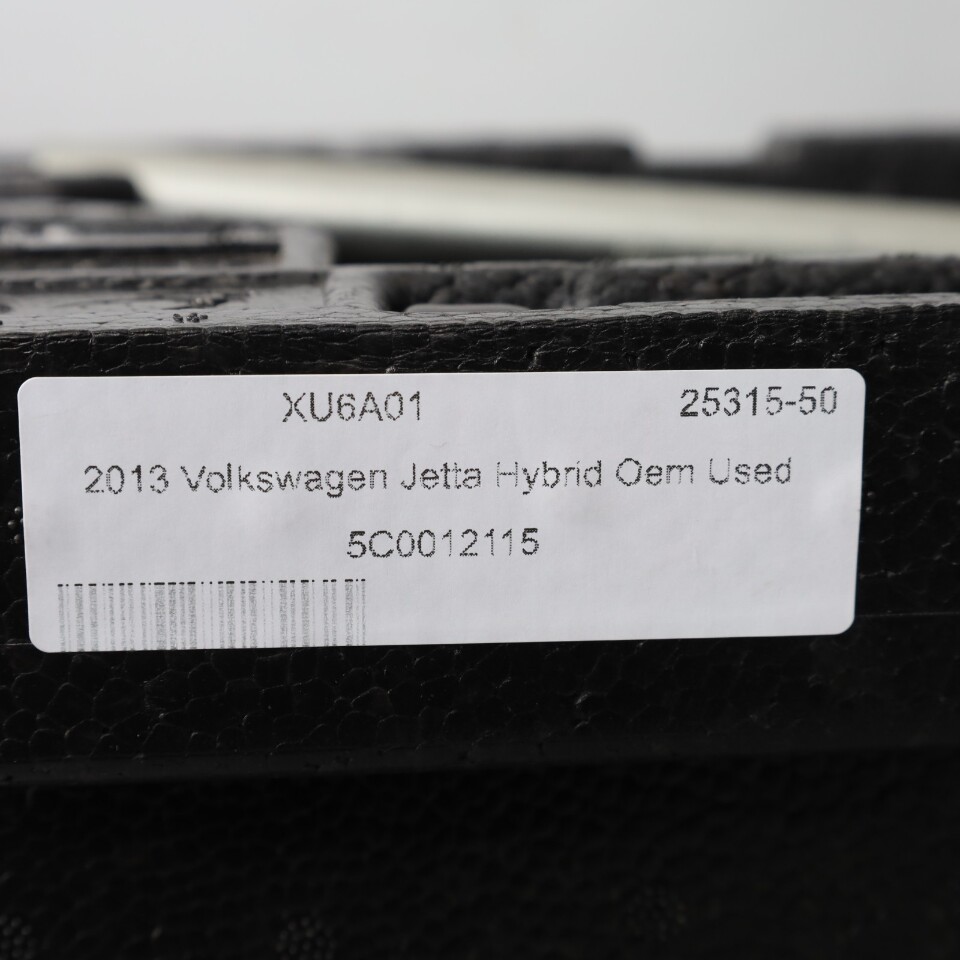 XU6A01 25315-50
2013 Volkswagen Jetta Hybrid Oem Used
5C0012115